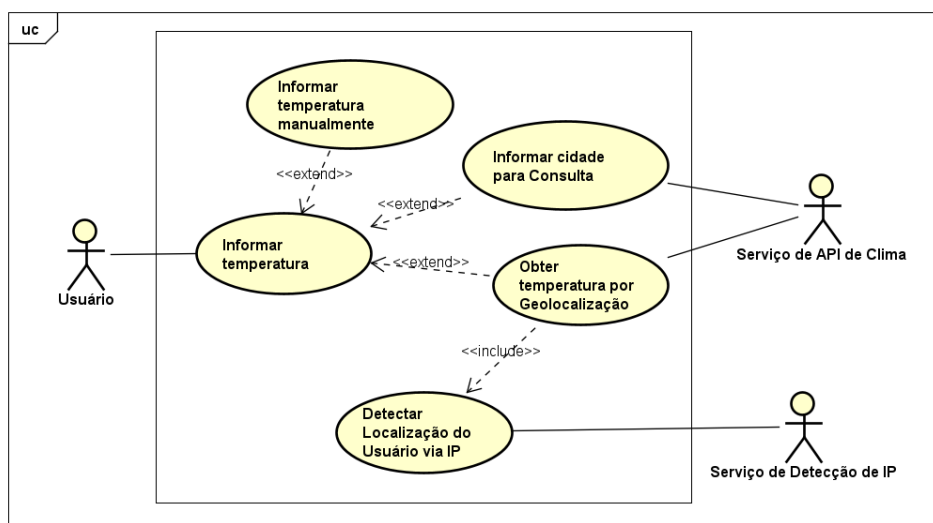 uc
Informar
temperatura
manualmente
<<extend>>
Informar cidade
para Consulta
<<extend>>
Informar
temperatura
<<extend>>
Obter
temperatura por
Geolocalização
Usuário
Serviço de API de Clima
<<include>>
Detectar
Localização do
Usuário via IP
Serviço de Detecção de IP